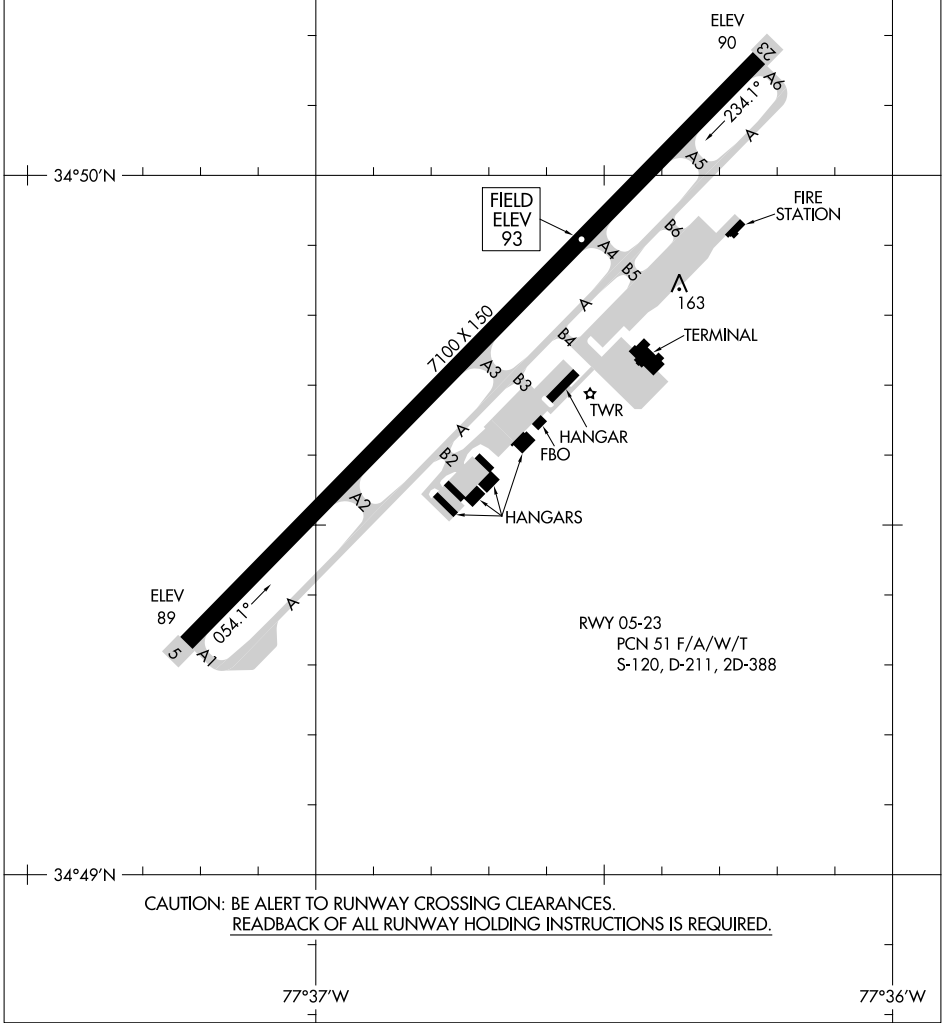 ELEV
90
23
A6
234.1°
A
A5
34°50'N
FIELD
ELEV
93
FIRE
STATION
B6
A4
B5
163
A
7100 X 150
B4
TERMINAL
A3
B3
TWR
HANGAR
FBO
A
B2
HANGARS
A2
ELEV
89
054.1°
A
5
A1
RWY 05-23
PCN 51 F/A/W/T
S-120, D-211, 2D-388
34°49'N
CAUTION: BE ALERT TO RUNWAY CROSSING CLEARANCES.
READBACK OF ALL RUNWAY HOLDING INSTRUCTIONS IS REQUIRED.
77°37'W
77°36'W